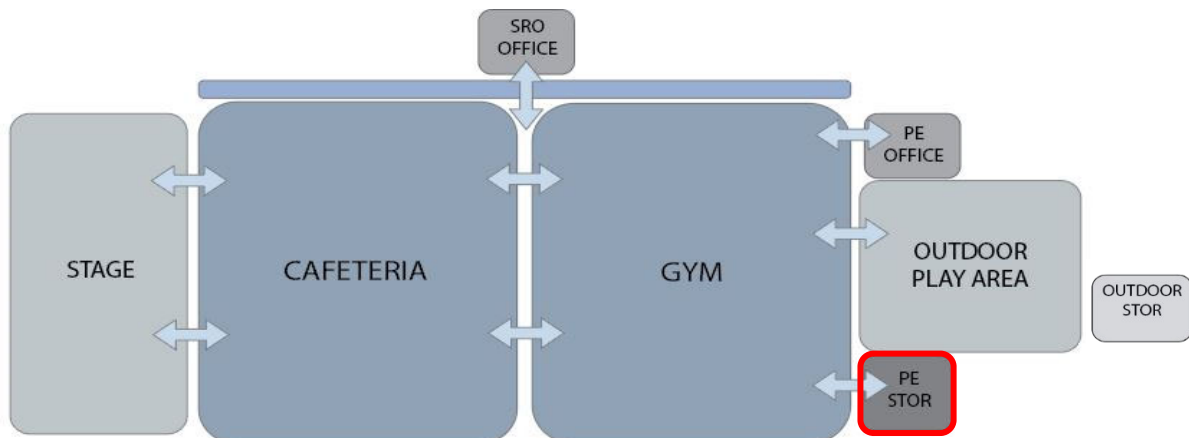 SRO
OFFICE
PE
OFFICE
STAGE
CAFETERIA
GYM
OUTDOOR
PLAY AREA
OUTDOOR
STOR
PE
STOR